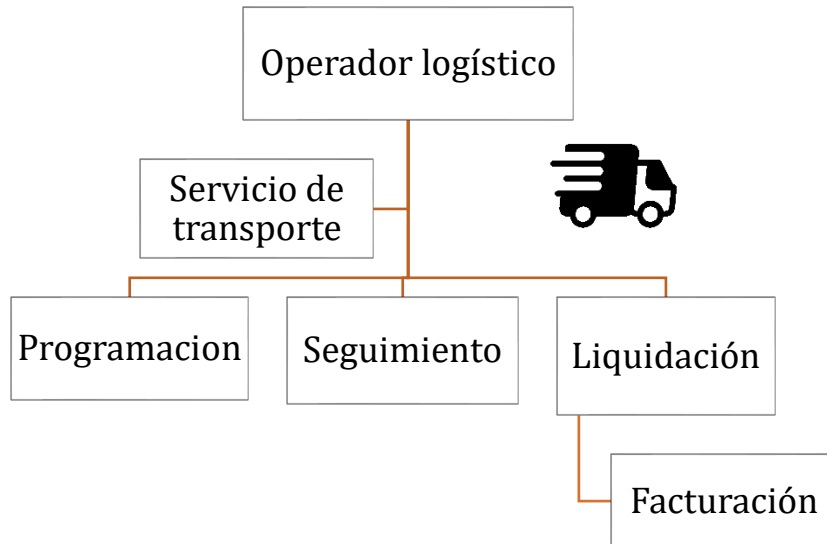 Operador logístico
Servicio de
transporte
Programacion
Seguimiento
Liquidación
Facturación